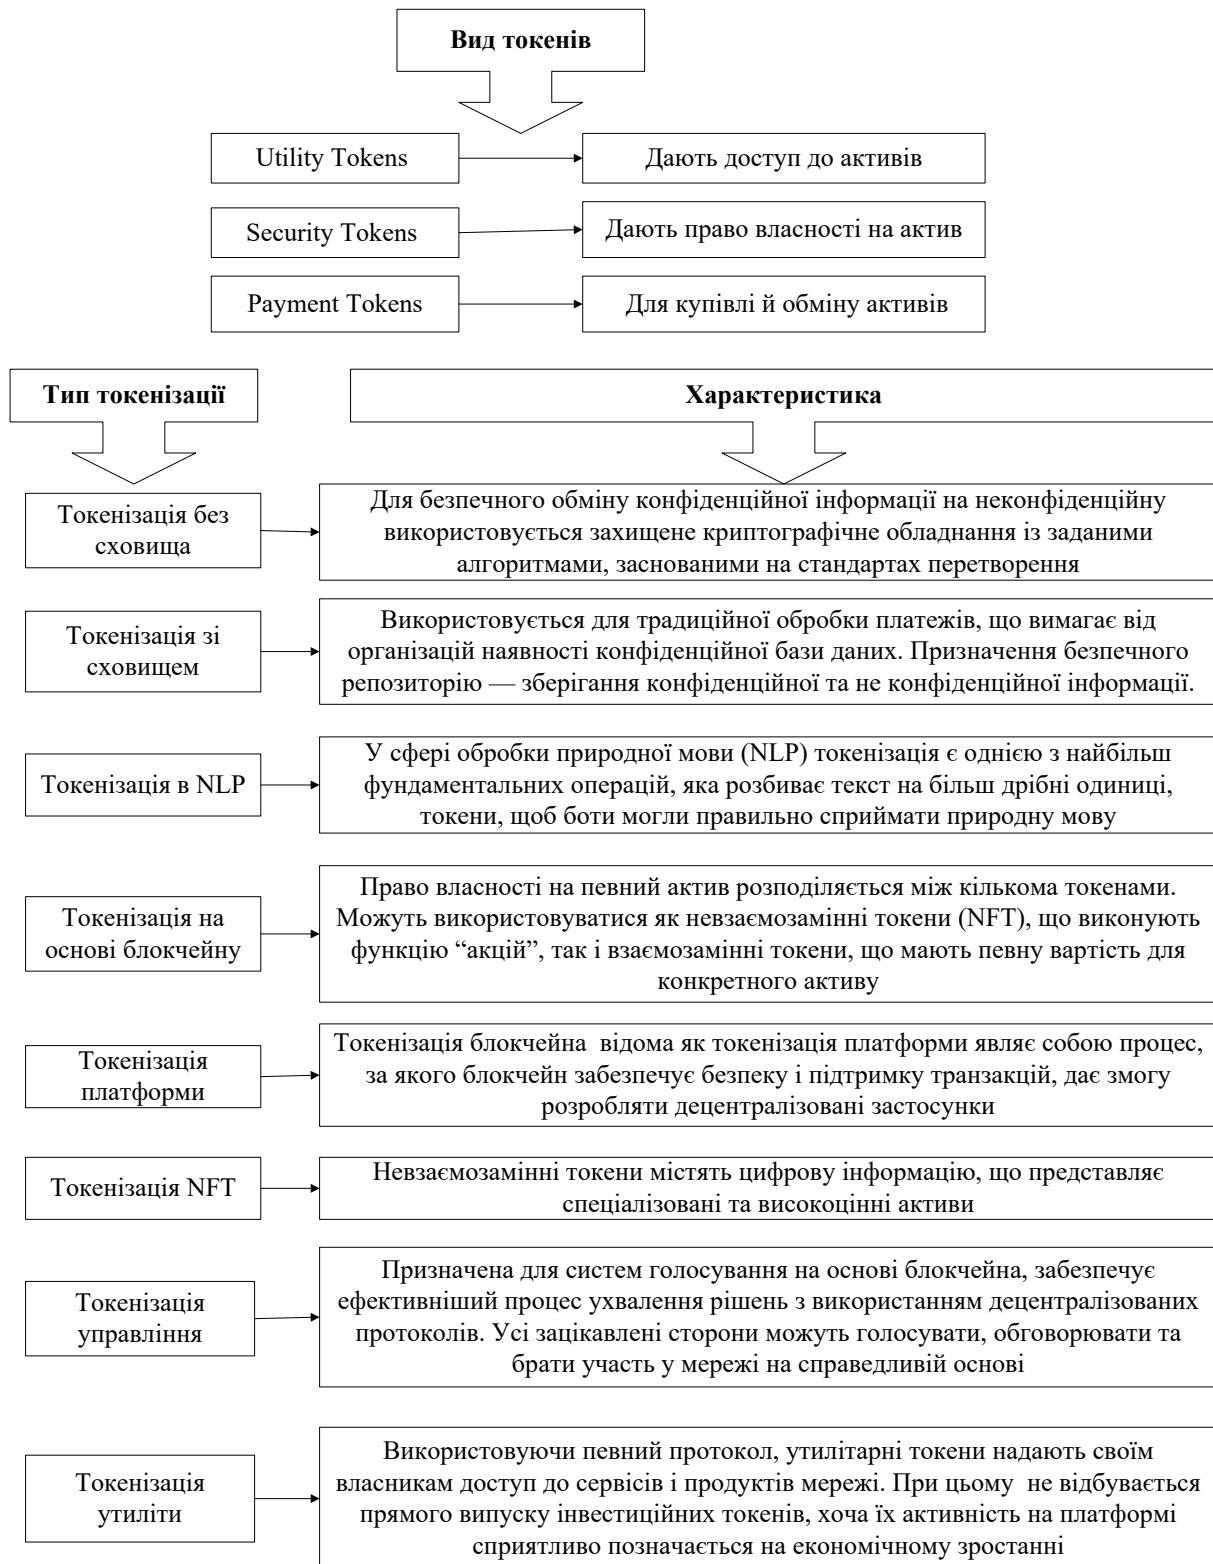 Вид токенів
Utility Tokens
Дають доступ до активів
Security Tokens
Дають право власності на актив
Payment Tokens
Для купівлі й обміну активів
Тип токенізації
Характеристика
Токенізація без
сховища
Для безпечного обміну конфіденційної інформації на неконфіденційну
використовується захищене криптографічне обладнання із заданими
алгоритмами, заснованими на стандартах перетворення
Токенізація зі
сховищем
Використовується для традиційної обробки платежів, що вимагає від
організацій наявності конфіденційної бази даних. Призначення безпечного
репозиторію — зберігання конфіденційної та не конфіденційної інформації.
Токенізація в NLP
У сфері обробки природної мови (NLP) токенізація є однією з найбільш
фундаментальних операцій, яка розбиває текст на більш дрібні одиниці,
токени, щоб боти могли правильно сприймати природну мову
Токенізація на
основі блокчейну
Право власності на певний актив розподіляється між кількома токенами.
Можуть використовуватися як невзаємозамінні токени (NFT), що виконують
функцію “акцій”, так і взаємозамінні токени, що мають певну вартість для
конкретного активу
Токенізація
платформи
Токенізація блокчейна  відома як токенізація платформи являє собою процес,
за якого блокчейн забезпечує безпеку і підтримку транзакцій, дає змогу
розробляти децентралізовані застосунки
Токенізація NFT
Невзаємозамінні токени містять цифрову інформацію, що представляє
спеціалізовані та високоцінні активи
Токенізація
управління
Призначена для систем голосування на основі блокчейна, забезпечує
ефективніший процес ухвалення рішень з використанням децентралізованих
протоколів. Усі зацікавлені сторони можуть голосувати, обговорювати та
брати участь у мережі на справедливій основі
Токенізація
утиліти
Використовуючи певний протокол, утилітарні токени надають своїм
власникам доступ до сервісів і продуктів мережі. При цьому  не відбувається
прямого випуску інвестиційних токенів, хоча їх активність на платформі
сприятливо позначається на економічному зростанні